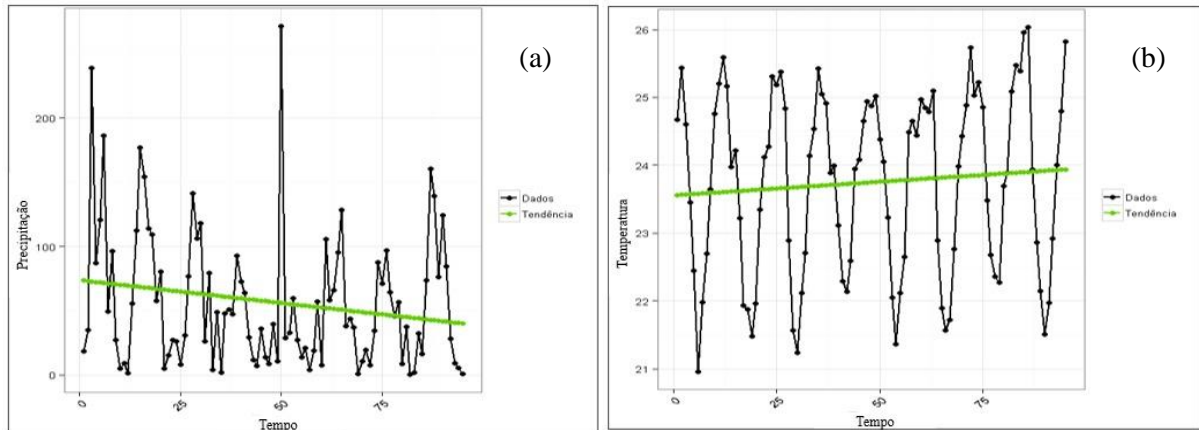 (a)
Precipitação
200
100
0
0
25
50
75
Tempo
Dados
Tendência
(b)
Temperatura
26
25
24
23
22
21
0
25
50
75
Tempo
Dados
Tendência